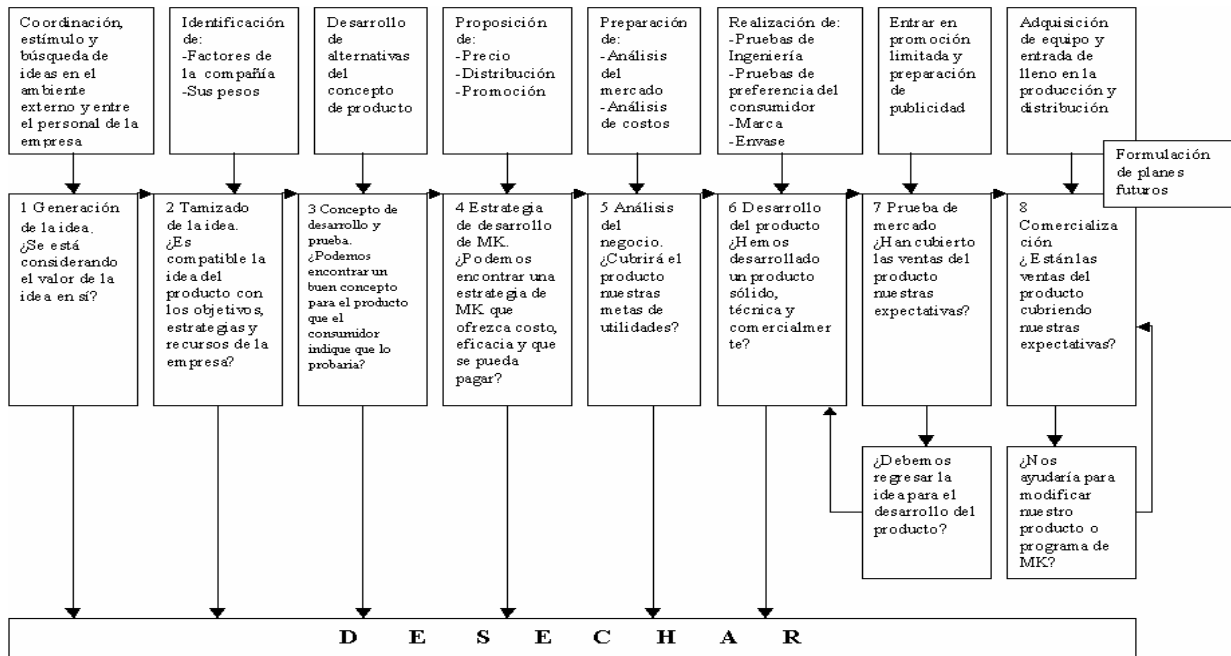 Coordinación,
estímulo y
búsqueda de
ideas en el
ambiente
externo y entre
el personal de la
empresa
Identificación
de:
-Factores de
la compañía
-Sus pesos
Desarrollo
de
alternativas
del
concepto
de producto
Proposición
de:
-Precio
-Distribución
-Promoción
Preparación
de:
-Análisis
del
mercado
-Análisis
de costos
Realización de:
-Pruebas de
Ingeniería
-Pruebas de
preferencia del
consumidor
-Marca
-Envase
Entrar en
promoción
limitada y
preparación
de
publicidad
Adquisición
de equipo y
entrada de
lleno en la
producción y
distribución
Formulación
de planes
futuros
1 Generación
de la idea.
¿Se está
considerando
el valor de la
idea en sí?
2 Tamizado
de la idea.
¿Es
compatible la
idea del
producto con
los objetivos,
estrategias y
recursos de la
empresa?
3 Concepto de
desarrollo y
prueba.
¿Podemos
encontrar un
buen concepto
para el producto
que el
consumidor
indique que lo
probaria?
4 Estrategia
de desarrollo
de MK.
¿Podemos
encontrar una
estrategia de
MK que
ofrezca costo,
eficacia y que
se pueda
pagar?
5 Análisis
del
negocio.
¿Cubrirá el
producto
nuestras
metas de
utilidades?
6 Desarrollo
del producto
¿Hemos
desarrollado
un producto
sólido,
técnica y
comercialmer
te?
7 Prueba de
mercado
¿Han cubierto
las ventas del
producto
nuestras
expectativas?
8
Comercializa
ción
¿Están las
ventas del
producto
cubriendo
nuestras
expectativas?
¿Debemos
regresar la
idea para el
desarrollo del
producto?
¿Nos
ayudaría para
modificar
nuestro
producto o
programa de
MK?
D E S E C H A R